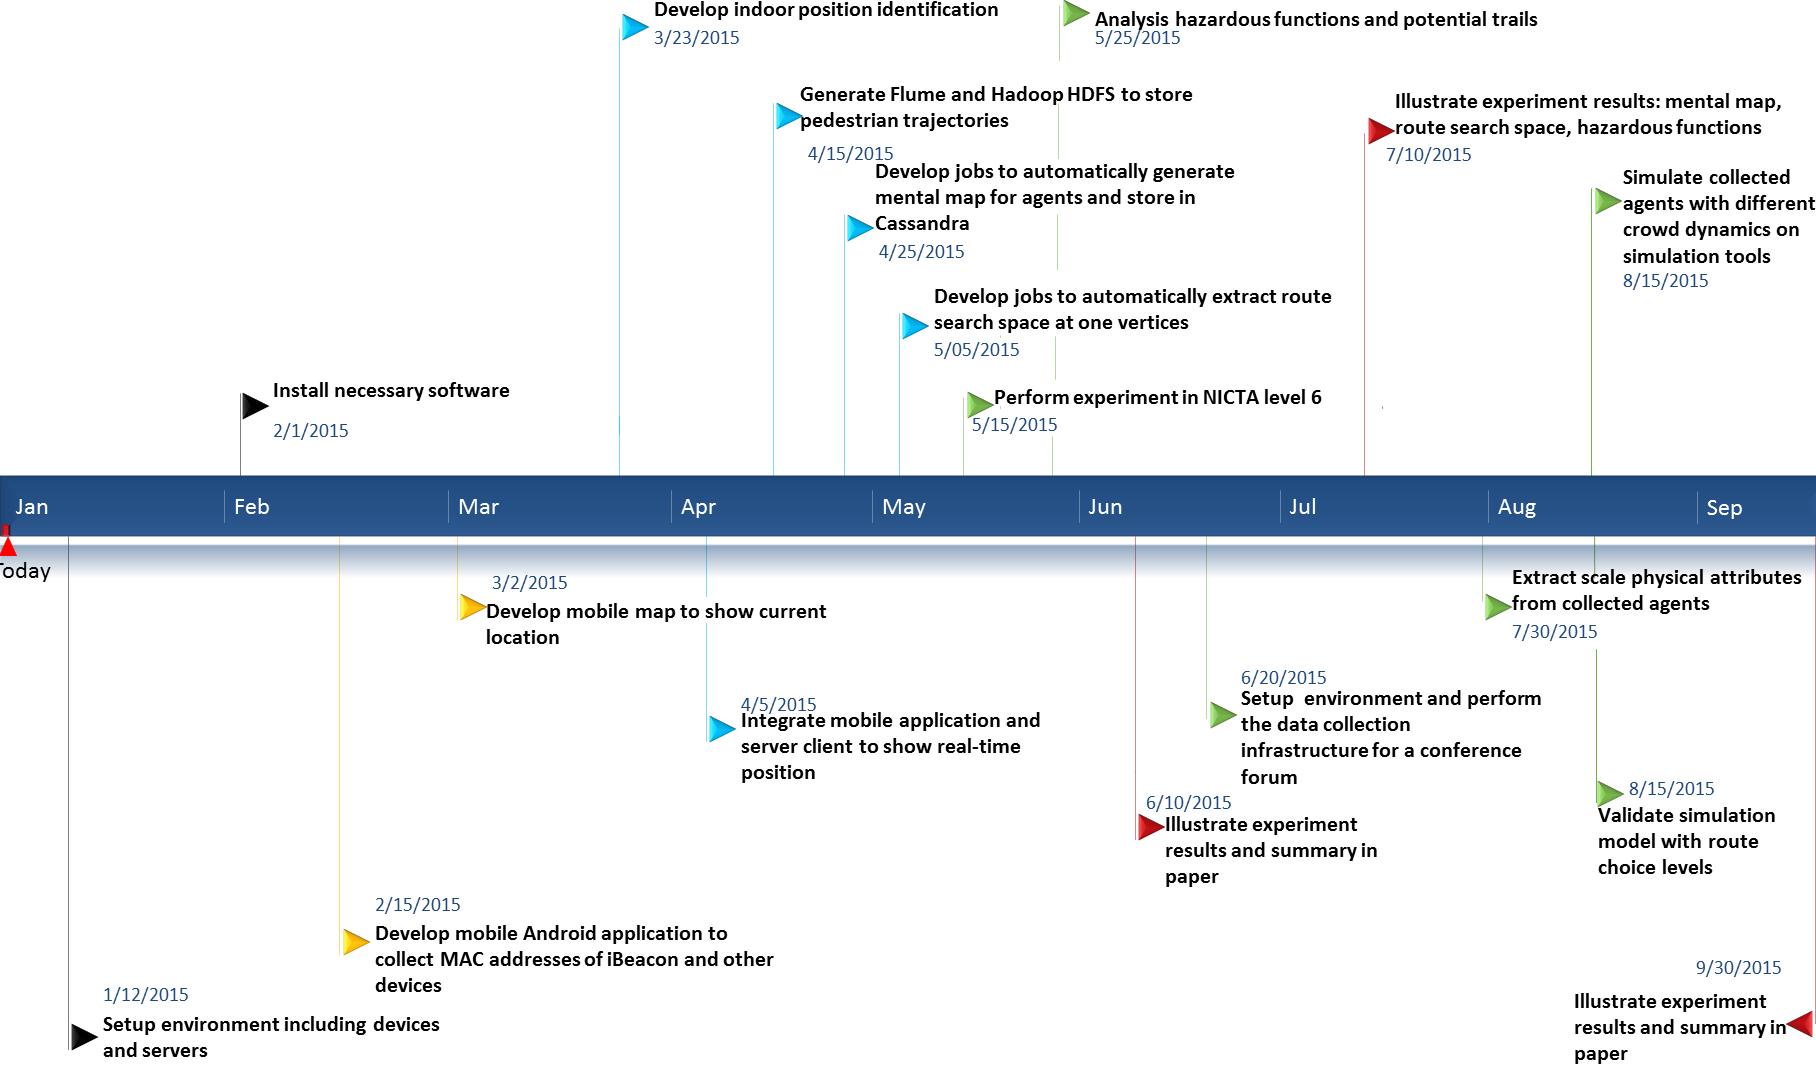 Develop indoor position identification
3/23/2015
Analysis hazardous functions and potential trails
5/25/2015
Generate Flume and Hadoop HDFS to store
pedestrian trajectories
4/15/2015
Illustrate experiment results: mental map,
route search space, hazardous functions
7/10/2015
Develop jobs to automatically generate
mental map for agents and store in
Cassandra
4/25/2015
Simulate collected
agents with different
crowd dynamics on
simulation tools
8/15/2015
Develop jobs to automatically extract route
search space at one vertices
5/05/2015
Install necessary software
2/1/2015
Perform experiment in NICTA level 6
5/15/2015
Jan Feb Mar Apr May Jun Jul Aug Sep
Today
3/2/2015
Develop mobile map to show current
location
Extract scale physical attributes
from collected agents
7/30/2015
4/5/2015
Integrate mobile application and
server client to show real-time
position
6/20/2015
Setup environment and perform
the data collection
infrastructure for a conference
forum
6/10/2015
Illustrate experiment
results and summary in
paper
8/15/2015
Validate simulation
model with route
choice levels
2/15/2015
Develop mobile Android application to
collect MAC addresses of iBeacon and other
devices
1/12/2015
Setup environment including devices
and servers
9/30/2015
Illustrate experiment
results and summary in
paper